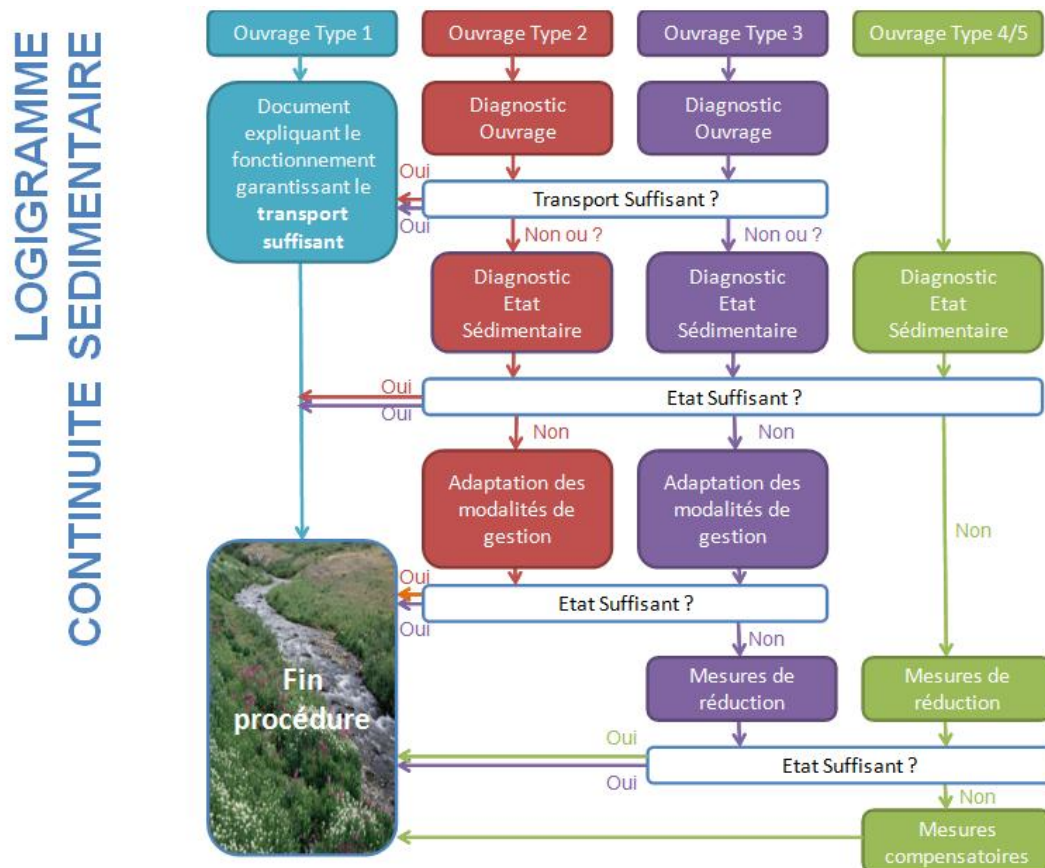 LOGIGRAMME
CONTINUITE SEDIMENTAIRE
Ouvrage Type 1
Ouvrage Type 2
Ouvrage Type 3
Ouvrage Type 4/5
Document
expliquant le
fonctionnement
garantissant le
transport
suffisant
Diagnostic
Ouvrage
Diagnostic
Ouvrage
Oui
Transport Suffisant ?
Oui
Non ou ?
Non ou ?
Diagnostic
Etat
Sédimentaire
Diagnostic
Etat
Sédimentaire
Diagnostic
Etat
Sédimentaire
Oui
Etat Suffisant ?
Oui
Non
Non
Adaptation des
modalités de
gestion
Adaptation des
modalités de
gestion
Non
Oui
Etat Suffisant ?
Oui
Non
Fin
procédure
Mesures de
réduction
Mesures de
réduction
Oui
Etat Suffisant ?
Oui
Non
Mesures
compensatoires